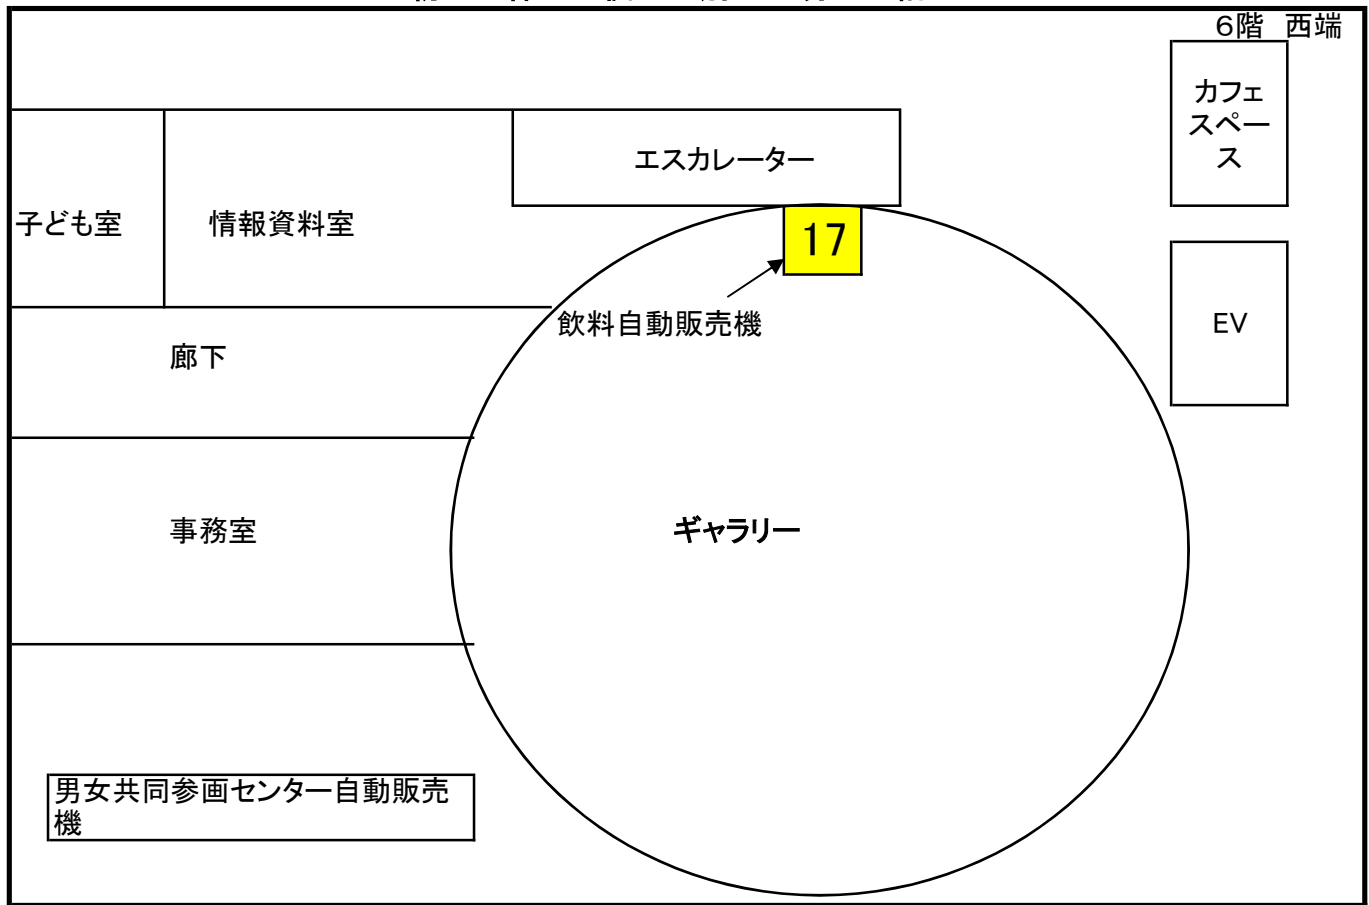 6階 西端
カフェ
スペー
ス
エスカレーター
子ども室
情報資料室
17
飲料自動販売機
EV
廊下
事務室
ギャラリー
男女共同参画センター自動販売
機